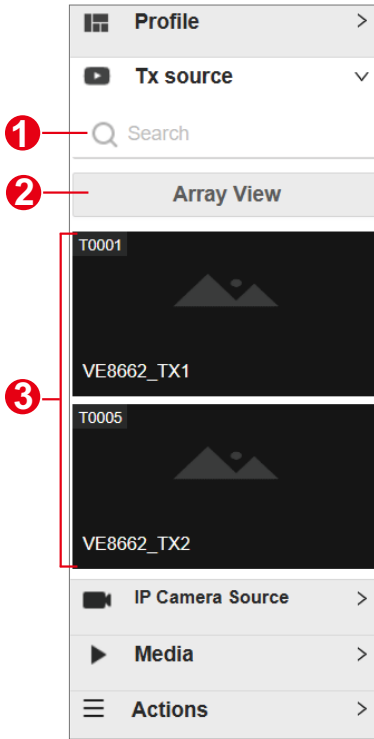 Profile
Tx source
1
Search
2
Array View
3
T0001
VE8662_TX1
T0005
VE8662_TX2
IP Camera Source
Media
Actions